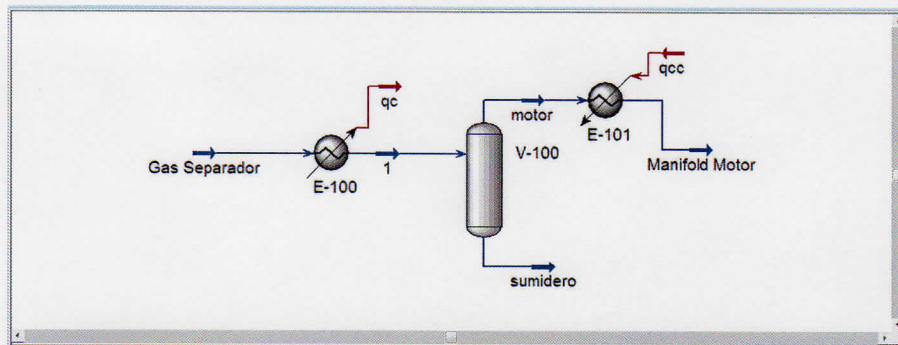 qcc
qc
motor
E-101
Gas Separador
E-100
1
V-100
Manifold Motor
sumidero